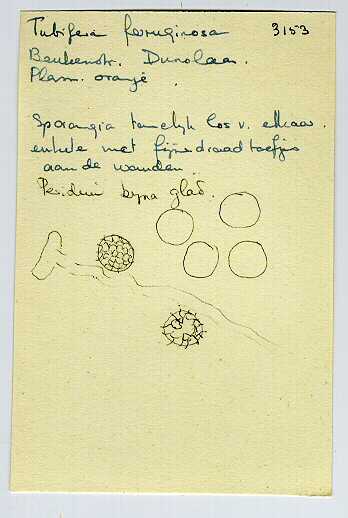 Tubifera ferruginosa 3153
Beukenstr. Dunolaan.
Plasm. oranje.
Sporangia tamelijk los v. elkaar.
enkele met fijne draadtoefjes
aan de wanden.
Peridium bijna glad.